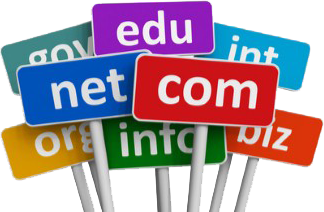 edu
gov
int
net
com
org
info
biz